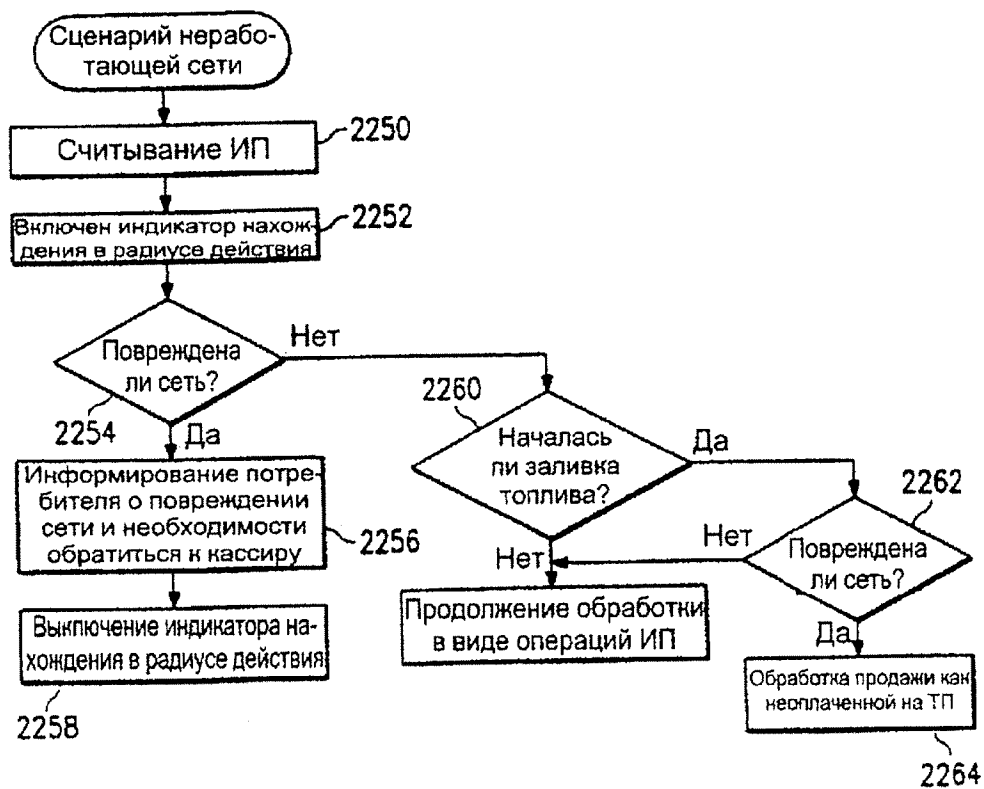 Сценарий нерабо-
тающей сети
Считывание ИП
2250
Включен индикатор нахож-
дения в радиусе действия
2252
Повреждена
ли сеть?
Нет
2254
Да
Информирование потре-
бителя о повреждении
сети и необходимости
обратиться к кассиру
2256
Выключение индикатора на-
хождения в радиусе действия
2258
2260
Началась
ли заливка
топлива?
Да
Нет
2262
Повреждена
ли сеть?
Нет
Да
Продолжение обработки
в виде операций ИП
Обработка продажи как
неоплаченной на ТП
2264